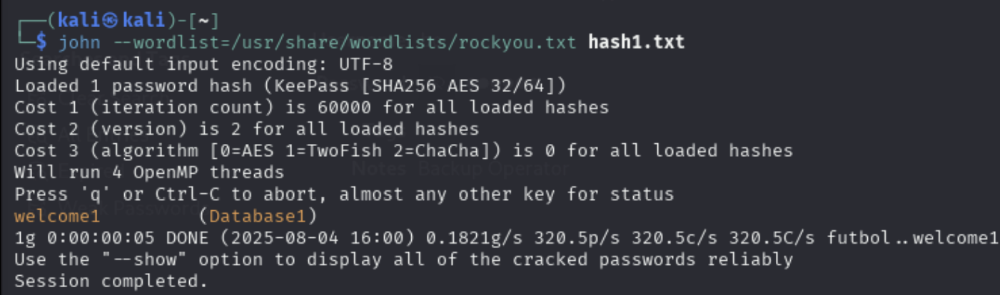 ┌──(kali㉿kali)-[~]
└─$ john --wordlist=/usr/share/wordlists/rockyou.txt hash1.txt
Using default input encoding: UTF-8
Loaded 1 password hash (KeePass [SHA256 AES 32/64])
Cost 1 (iteration count) is 60000 for all loaded hashes
Cost 2 (version) is 2 for all loaded hashes
Cost 3 (algorithm [0=AES 1=TwoFish 2=ChaCha]) is 0 for all loaded hashes
Will run 4 OpenMP threads
Notes Backup Operator
Press 'q' or Ctrl-C to abort, almost any other key for status
welcome1         (Database1)
1g 0:00:00:05 DONE (2025-08-04 16:00) 0.1821g/s 320.5p/s 320.5c/s 320.5C/s futbol..welcome1
Use the "--show" option to display all of the cracked passwords reliably
Session completed.